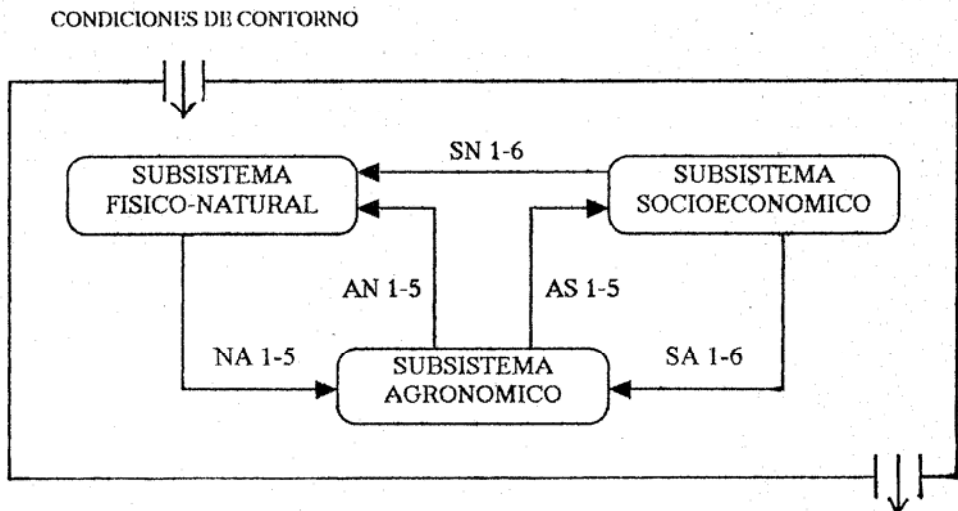 CONDICIONES DE CONTORNO
SN 1-6
SUBSISTEMA
FISICO-NATURAL
SUBSISTEMA
SOCIOECONOMICO
AN 1-5
AS 1-5
NA 1-5
SA 1-6
SUBSISTEMA
AGRONOMICO